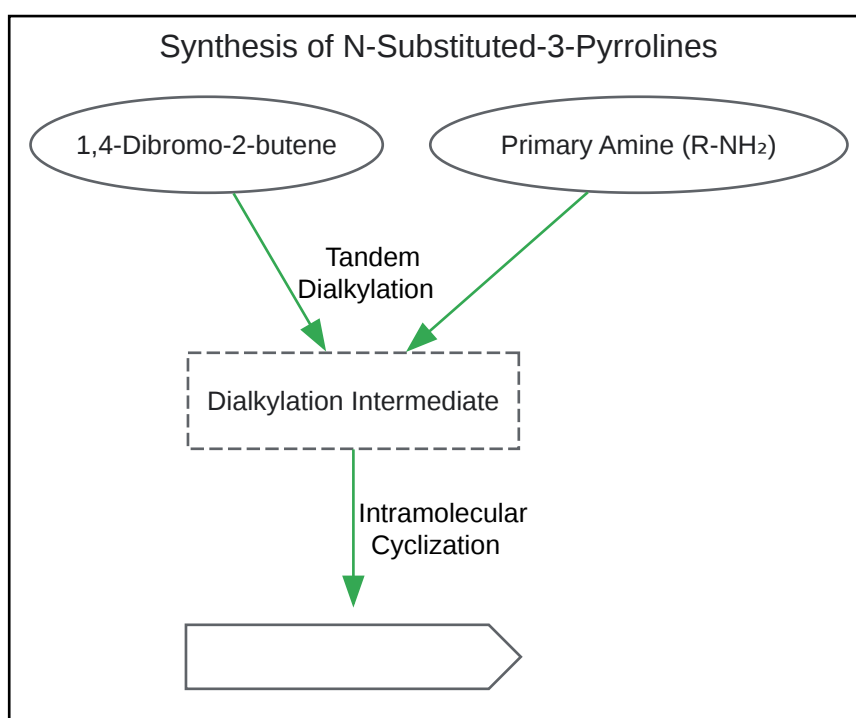 Synthesis of N-Substituted-3-Pyrrolines
1,4-Dibromo-2-butene
Primary Amine (R-NH₂)
Tandem
Dialkylation
Dialkylation Intermediate
Intramolecular
Cyclization